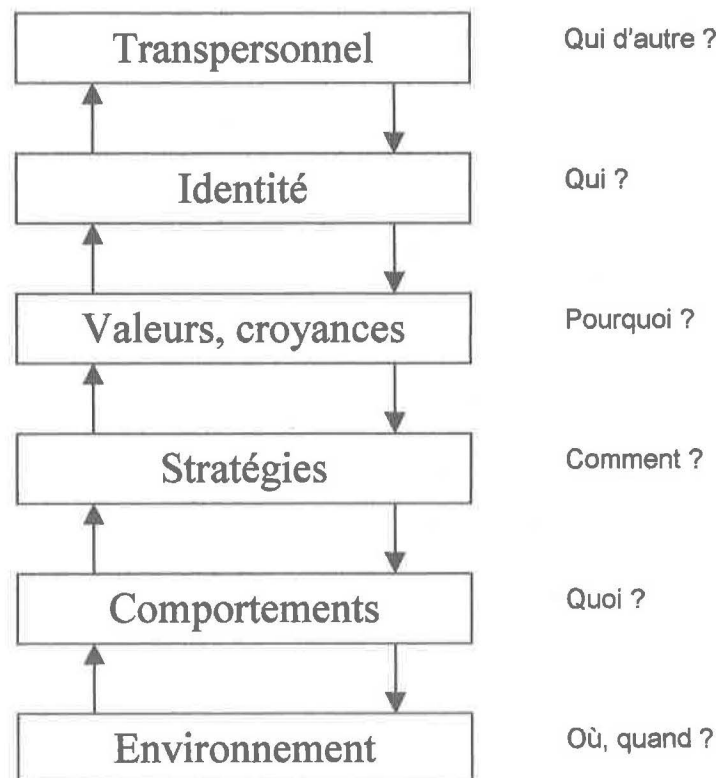 Transpersonnel
Qui d'autre ?
Identité
Qui ?
Valeurs, croyances
Pourquoi ?
Stratégies
Comment ?
Comportements
Quoi ?
Environnement
Où, quand ?